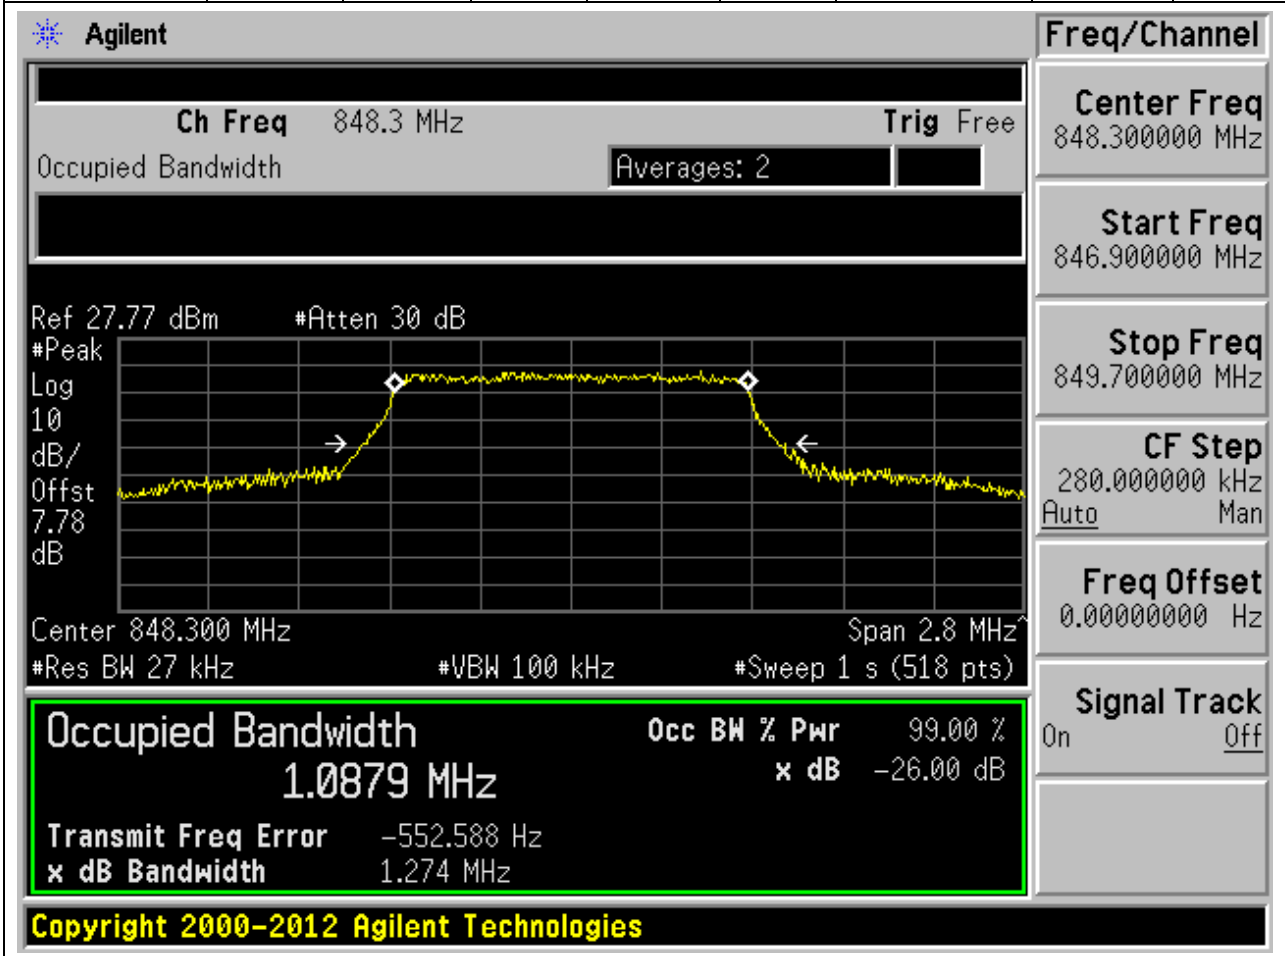 Agilent
Freq/Channel
Ch Freq 848.3 MHz Trig Free
Occupied Bandwidth Averages: 2
Center Freq
848.300000 MHz
Start Freq
846.900000 MHz
Stop Freq
849.700000 MHz
CF Step
280.000000 kHz
Auto Man
Freq Offset
0.00000000 Hz
Signal Track
On Off
Ref 27.77 dBm #Atten 30 dB
#Peak
Log
10
dB/
Offst
7.78
dB
Center 848.300 MHz Span 2.8 MHz^
#Res BW 27 kHz #VBW 100 kHz #Sweep 1 s (518 pts)
Occupied Bandwidth Occ BW % Pwr 99.00 %
1.0879 MHz x dB -26.00 dB
Transmit Freq Error -552.588 Hz
x dB Bandwidth 1.274 MHz
Copyright 2000-2012 Agilent Technologies